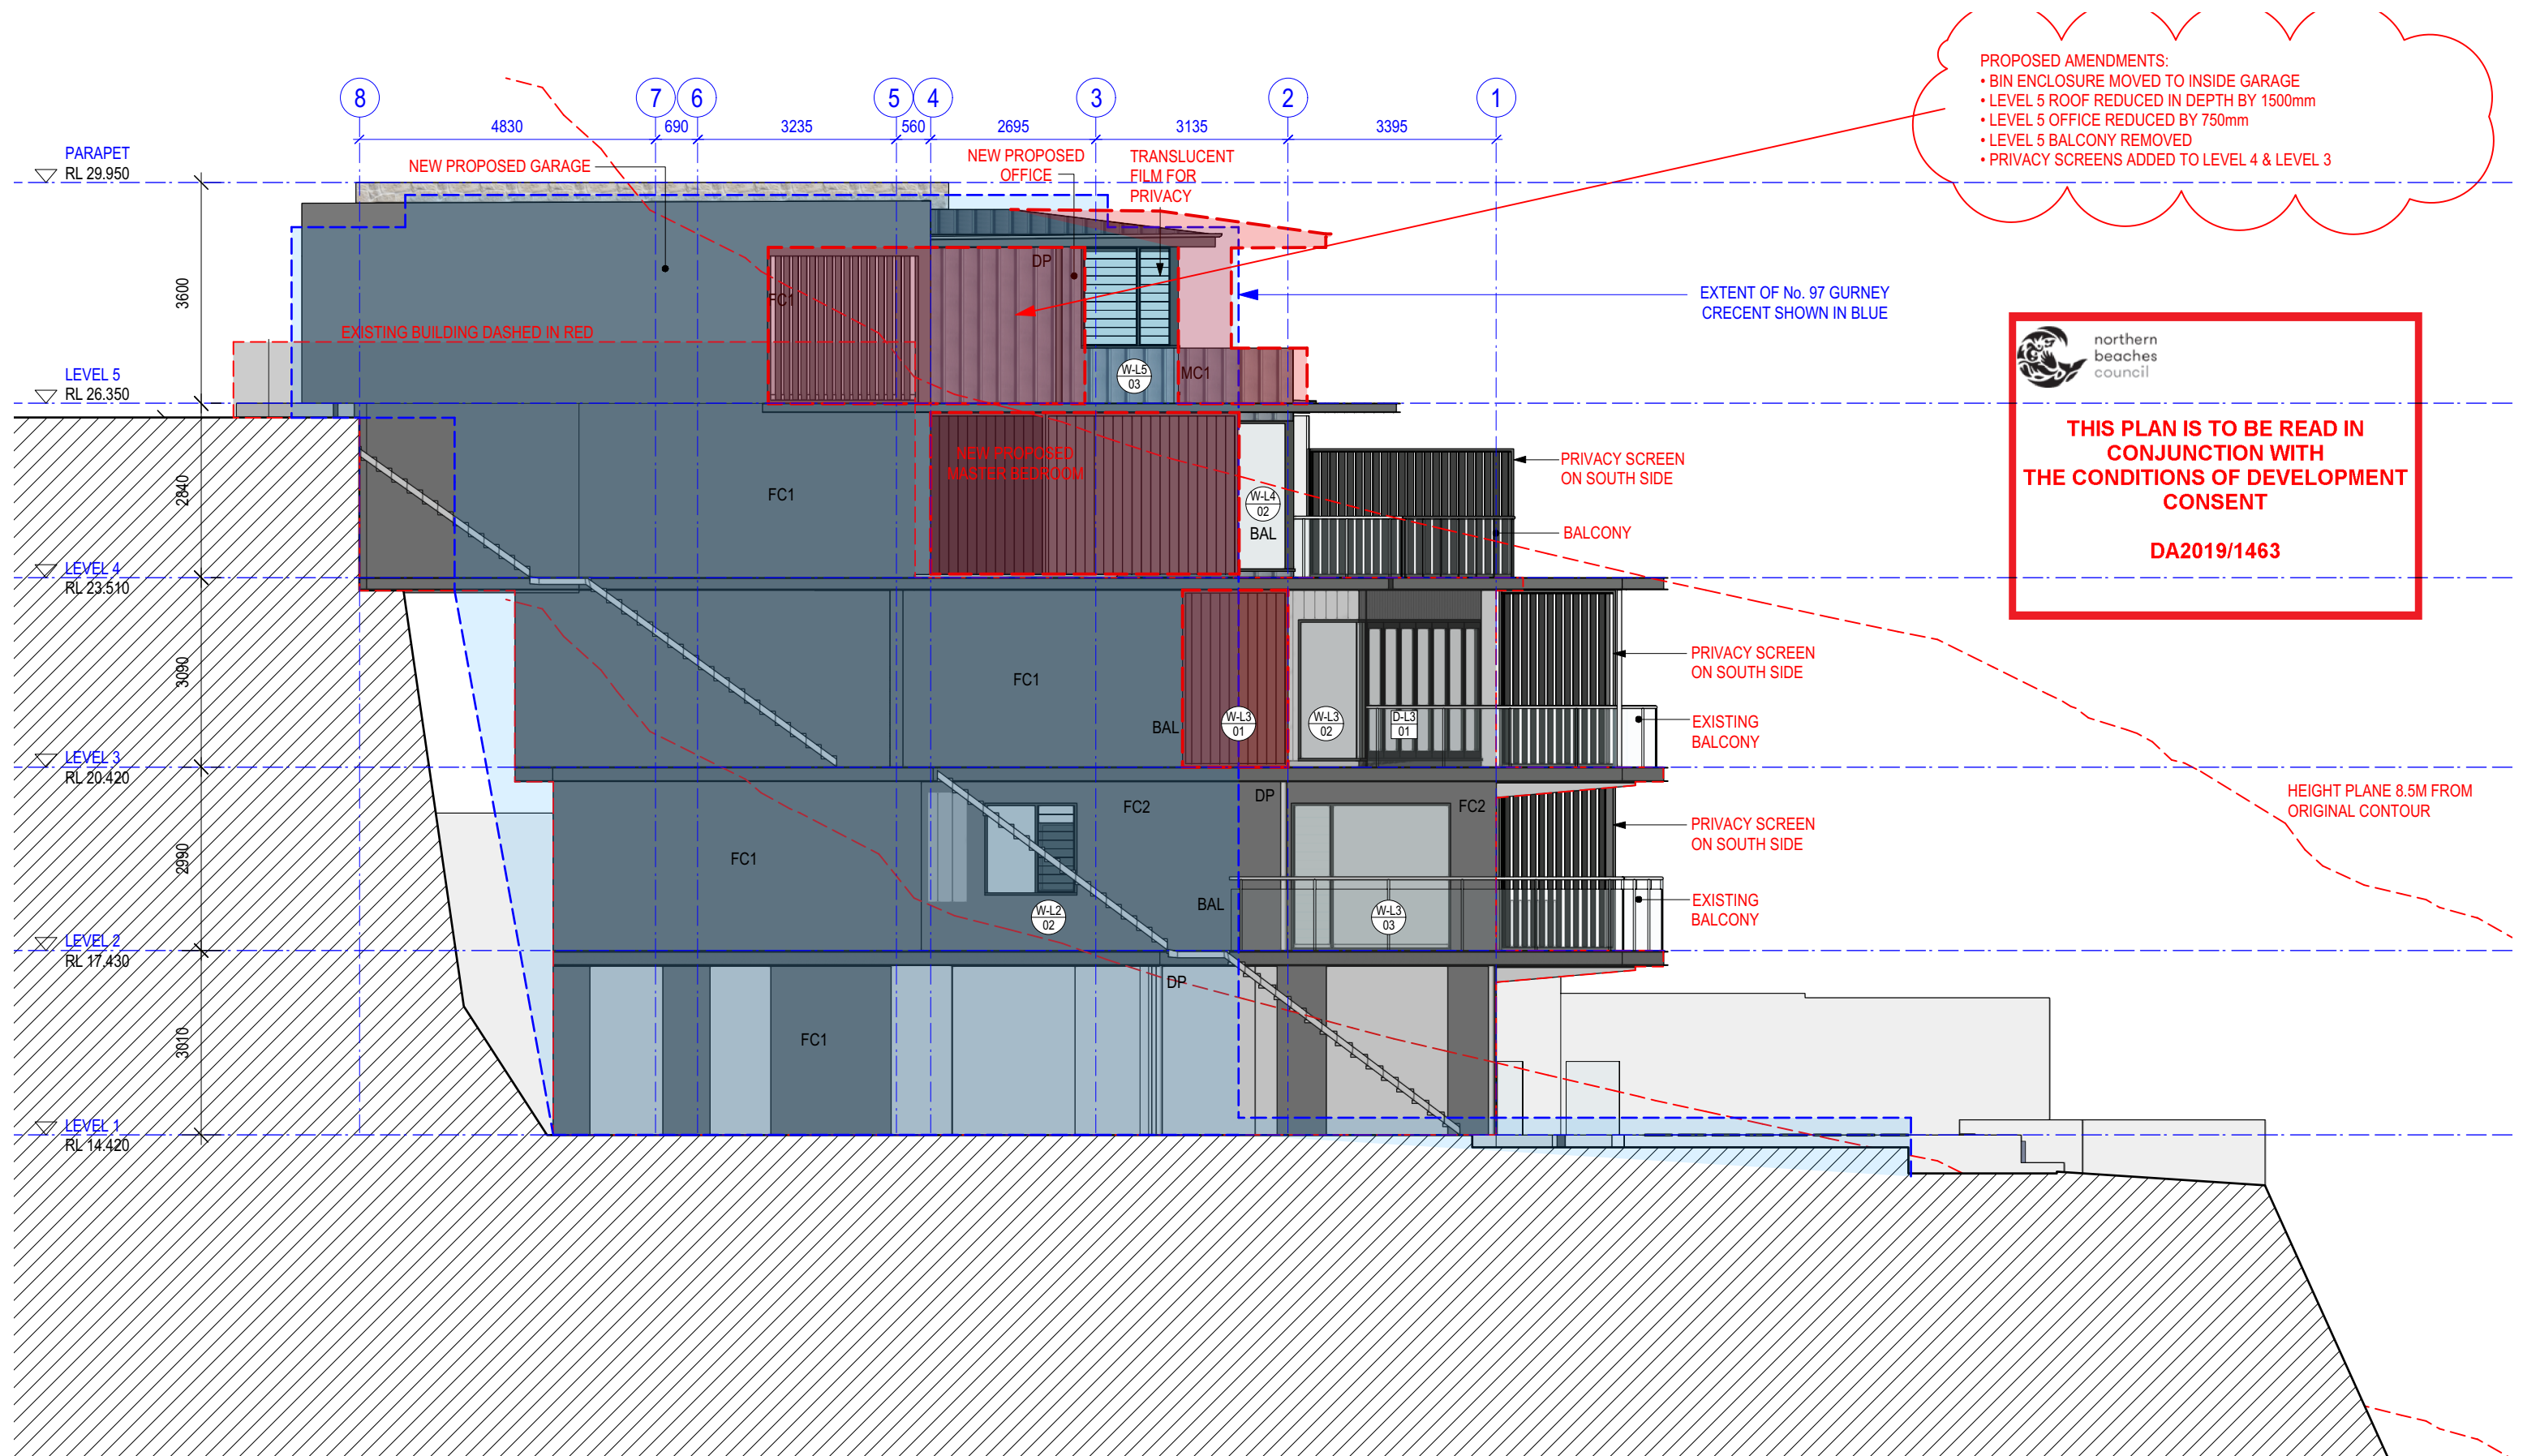 PROPOSED AMENDMENTS:
• BIN ENCLOSURE MOVED TO INSIDE GARAGE
• LEVEL 5 ROOF REDUCED IN DEPTH BY 1500mm
• LEVEL 5 OFFICE REDUCED BY 750mm
• LEVEL 5 BALCONY REMOVED
• PRIVACY SCREENS ADDED TO LEVEL 4 & LEVEL 3
8 7 6 5 4 3 2 1
4830 690 3235 560 2695 3135 3395
PARAPET
RL 29.950
NEW PROPOSED GARAGE
NEW PROPOSED
OFFICE
TRANSLUCENT
FILM FOR
PRIVACY
DP
FC1
3600
EXTENT OF No. 97 GURNEY
CRECENT SHOWN IN BLUE
EXISTING BUILDING DASHED IN RED
northern
beaches
council
THIS PLAN IS TO BE READ IN
CONJUNCTION WITH
THE CONDITIONS OF DEVELOPMENT
CONSENT
DA2019/1463
LEVEL 5
RL 26.350
W-L5
03
MC1
NEW PROPOSED
MASTER BEDROOM
PRIVACY SCREEN
ON SOUTH SIDE
2840
FC1
W-L4
02
BAL
BALCONY
LEVEL 4
RL 23.510
3090
FC1
PRIVACY SCREEN
ON SOUTH SIDE
BAL
W-L3
01
W-L3
02
D-L3
01
EXISTING
BALCONY
LEVEL 3
RL 20.420
HEIGHT PLANE 8.5M FROM
ORIGINAL CONTOUR
FC2
DP
FC2
PRIVACY SCREEN
ON SOUTH SIDE
2990
FC1
BAL
W-L2
02
W-L3
03
EXISTING
BALCONY
LEVEL 2
RL 17.430
DP
3010
FC1
LEVEL 1
RL 14.420